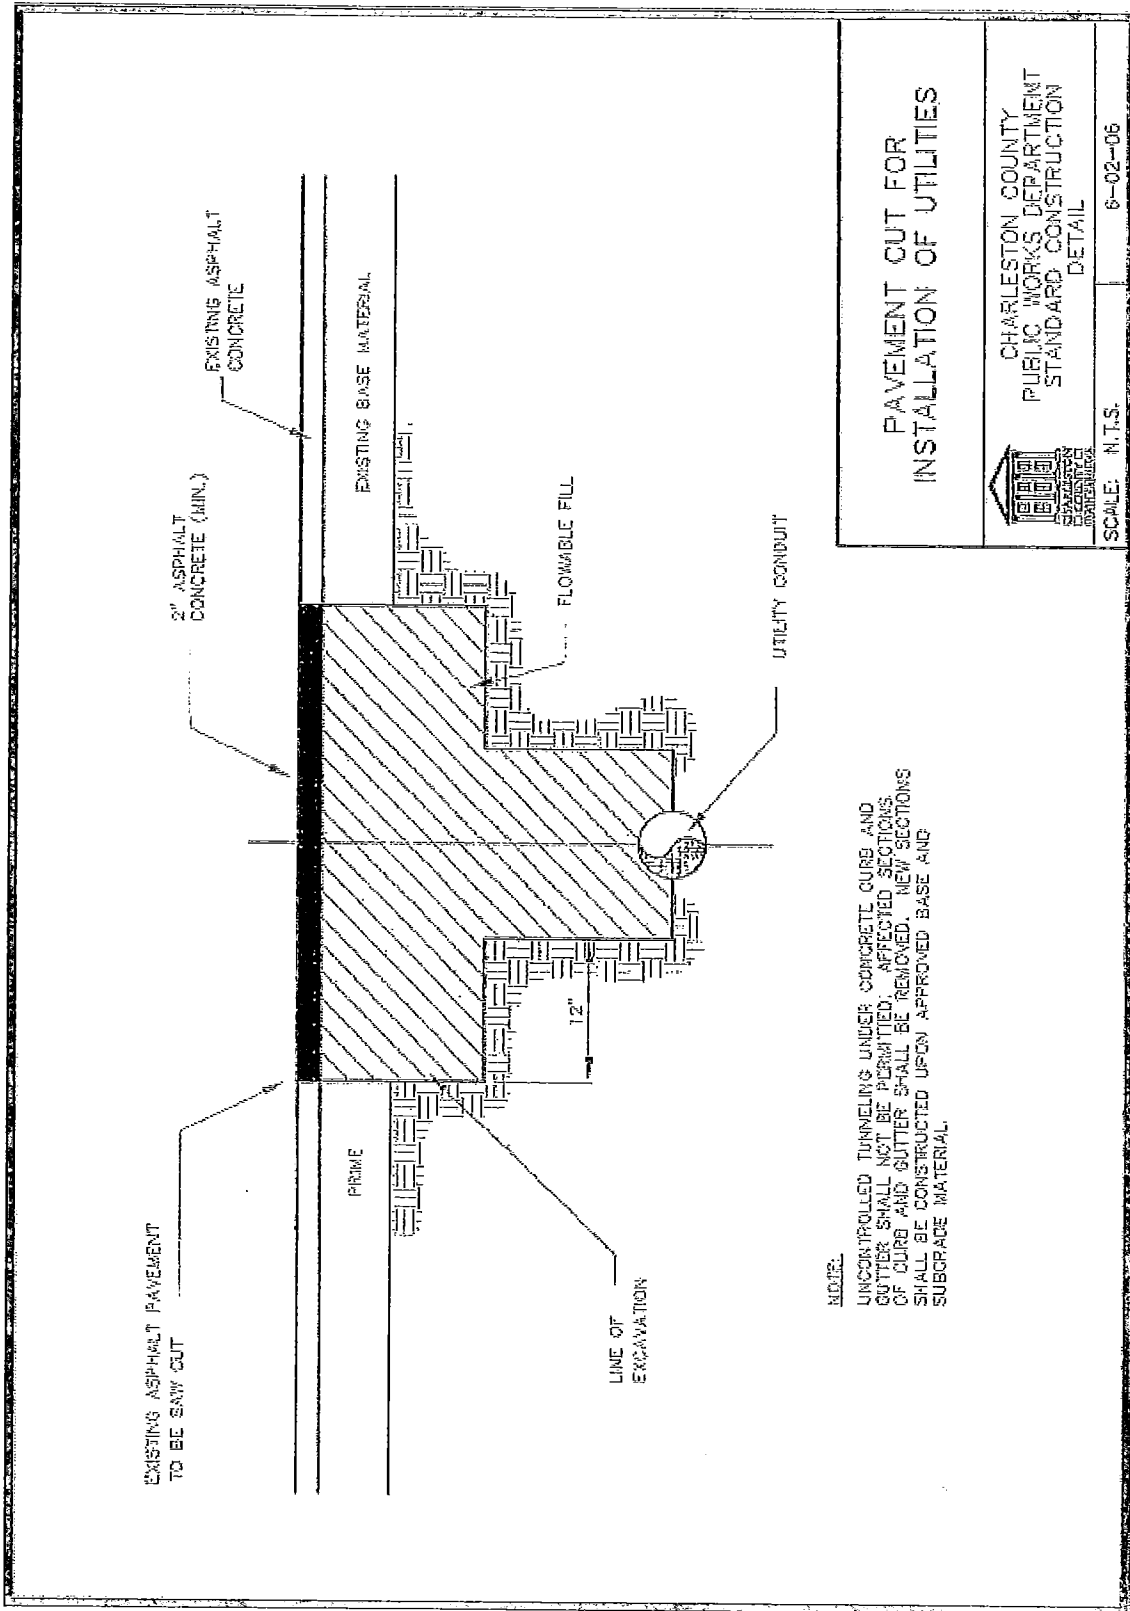 EXISTING ASPHALT PAVEMENT
TO BE SAW CUT
2" ASPHALT
CONCRETE (MIN.)
EXISTING ASPHALT
CONCRETE
PRIME
EXISTING BASE MATERIAL
LINE OF
EXCAVATION
12"
FLOWABLE FILL
UTILITY CONDUIT
NOTE:
UNCONTROLLED TUNNELING UNDER CONCRETE CURB AND
GUTTER SHALL NOT BE PERMITTED. AFFECTED SECTIONS
OF CURB AND GUTTER SHALL BE REMOVED. NEW SECTIONS
SHALL BE CONSTRUCTED UPON APPROVED BASE AND
SUBGRADE MATERIAL.
PAVEMENT CUT FOR
INSTALLATION OF UTILITIES
CHARLESTON COUNTY
PUBLIC WORKS DEPARTMENT
STANDARD CONSTRUCTION
DETAIL
CHARLESTON
COUNTY
SCALE: N.T.S.
6-02-06